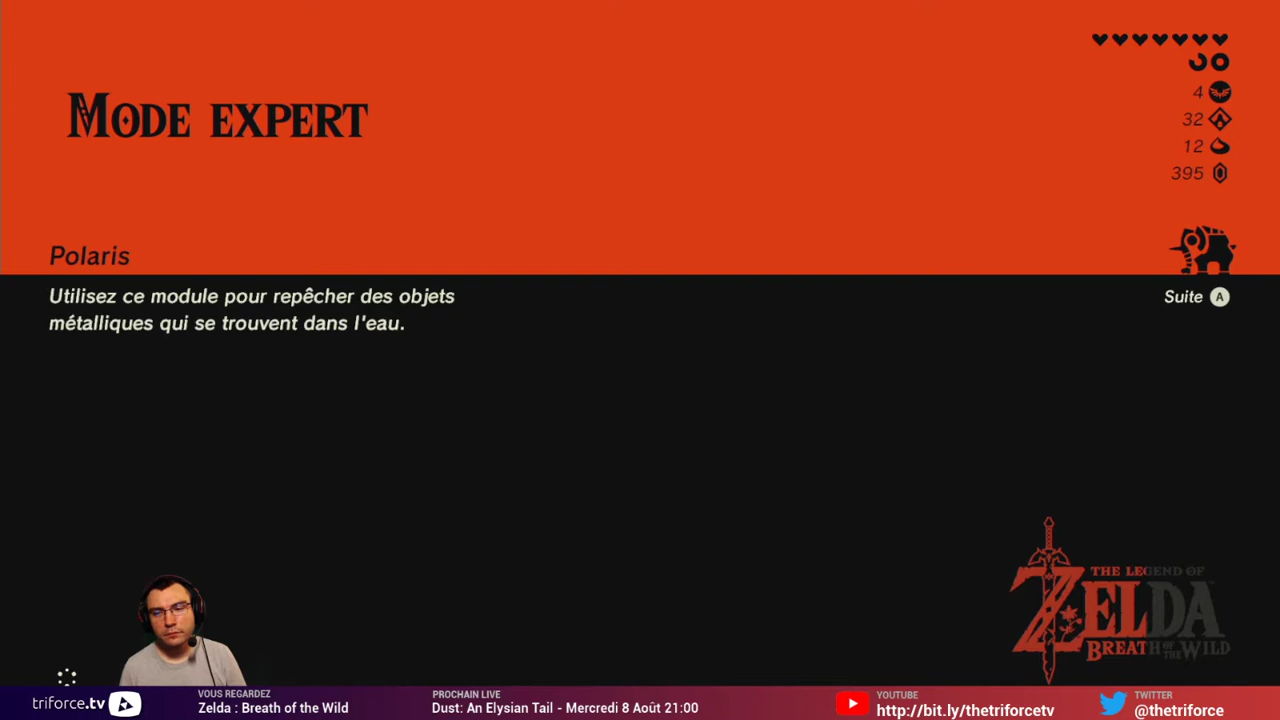 Mode expert
4
32
12
395
Polaris
Utilisez ce module pour repêcher des objets
métalliques qui se trouvent dans l'eau.
Suite A
THE LEGEND OF
ZELDA
BREATH OF THE WILD
triforce.tv
VOUS REGARDEZ
Zelda : Breath of the Wild
PROCHAIN LIVE
Dust: An Elysian Tail - Mercredi 8 Août 21:00
YOUTUBE
http://bit.ly/thetriforcetv
TWITTER
@thetriforce